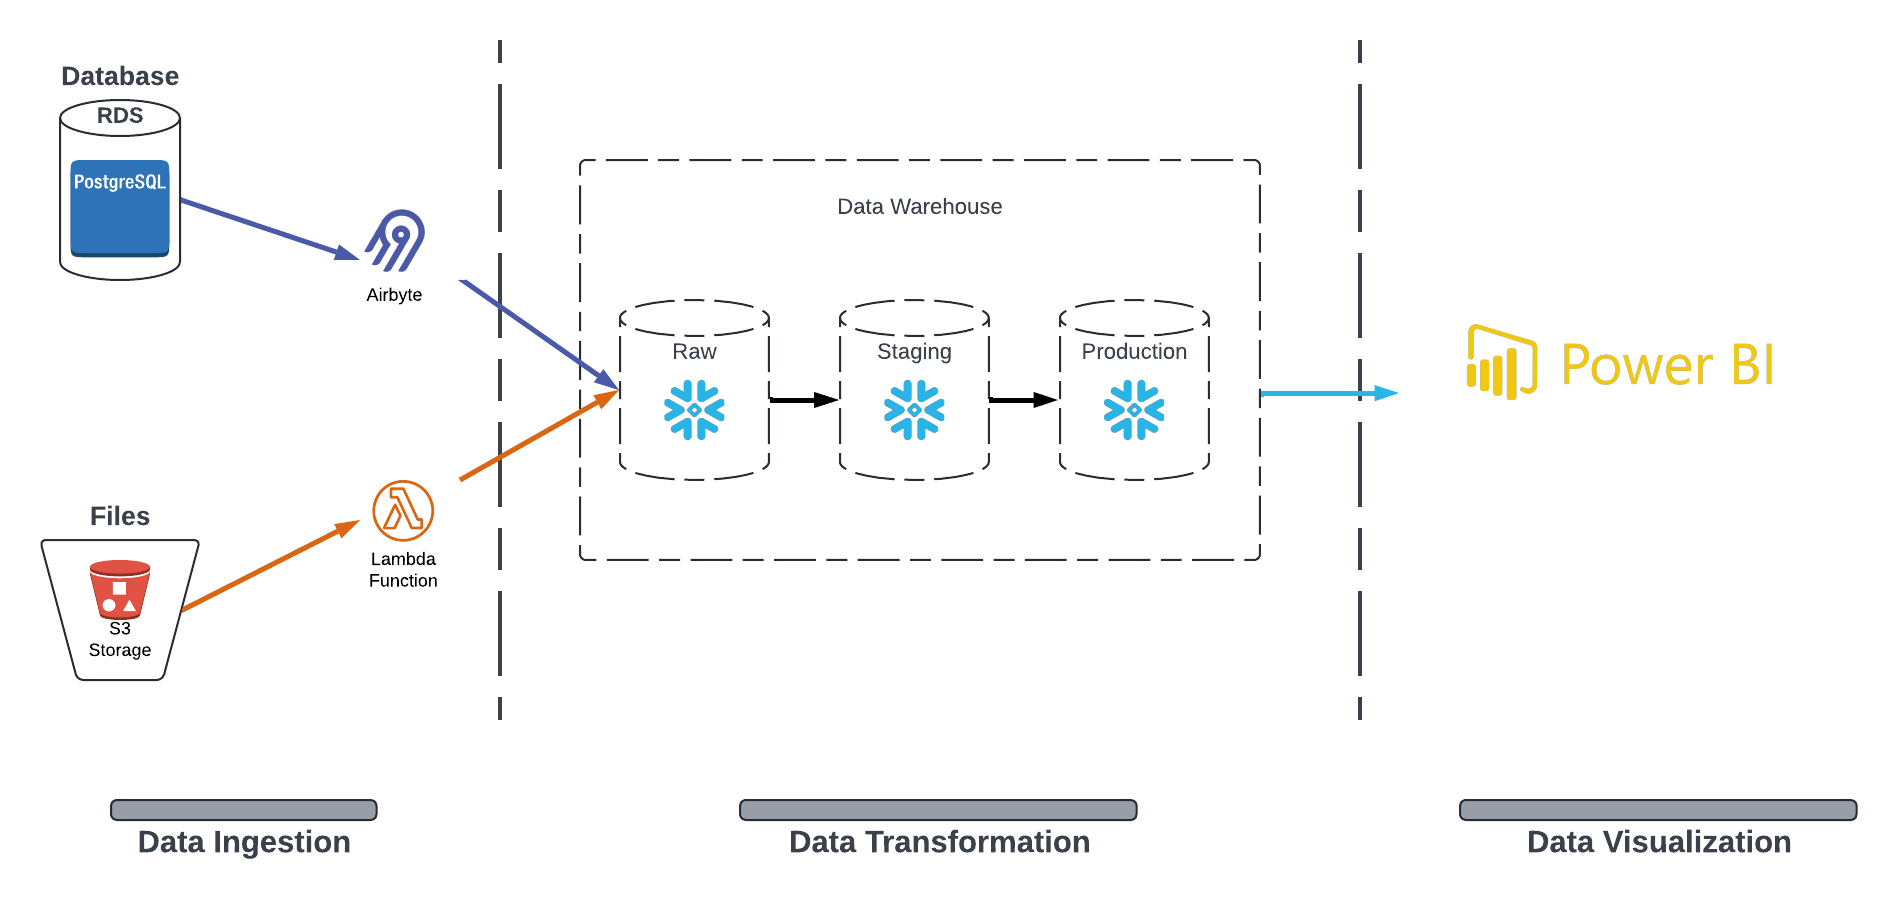 Database
RDS
PostgreSQL
Airbyte
Files
S3
Storage
Lambda
Function
Data Warehouse
Raw
Staging
Production
Power BI
Data Ingestion
Data Transformation
Data Visualization